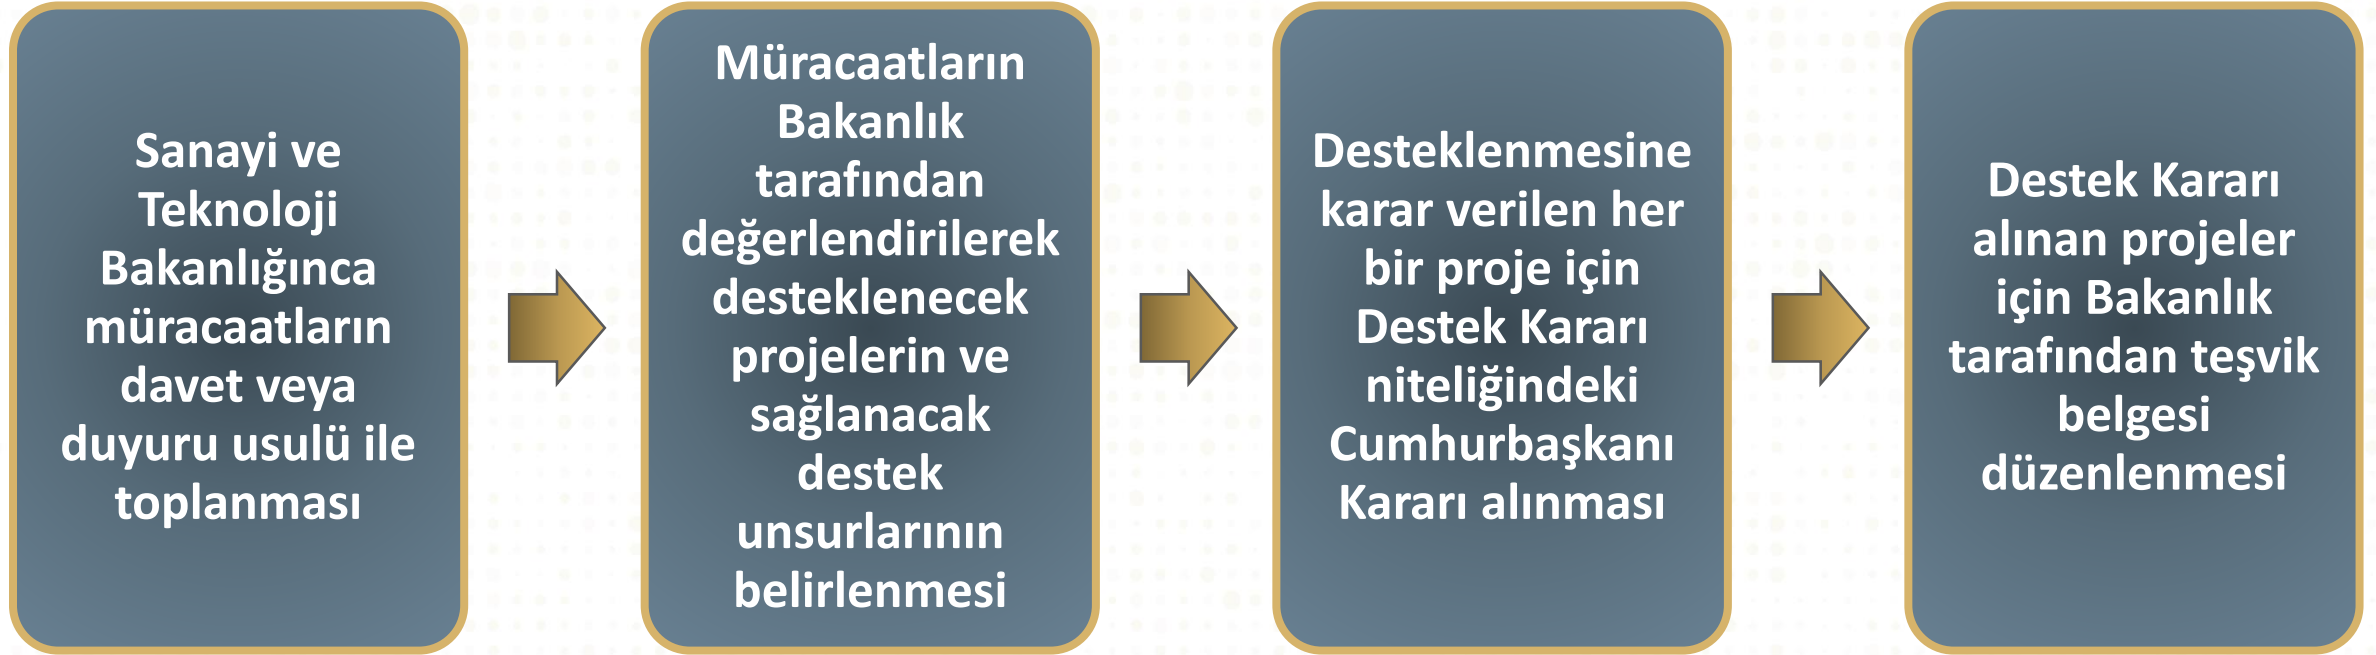 Sanayi ve
Teknoloji
Bakanlığınca
müracaatların
davet veya
duyuru usulü ile
toplanması
Müracaatların
Bakanlık
tarafından
değerlendirilerek
desteklenecek
projelerin ve
sağlanacak
destek
unsurlarının
belirlenmesi
Desteklenmesine
karar verilen her
bir proje için
Destek Kararı
niteliğindeki
Cumhurbaşkanı
Kararı alınması
Destek Kararı
alınan projeler
için Bakanlık
tarafından teşvik
belgesi
düzenlenmesi